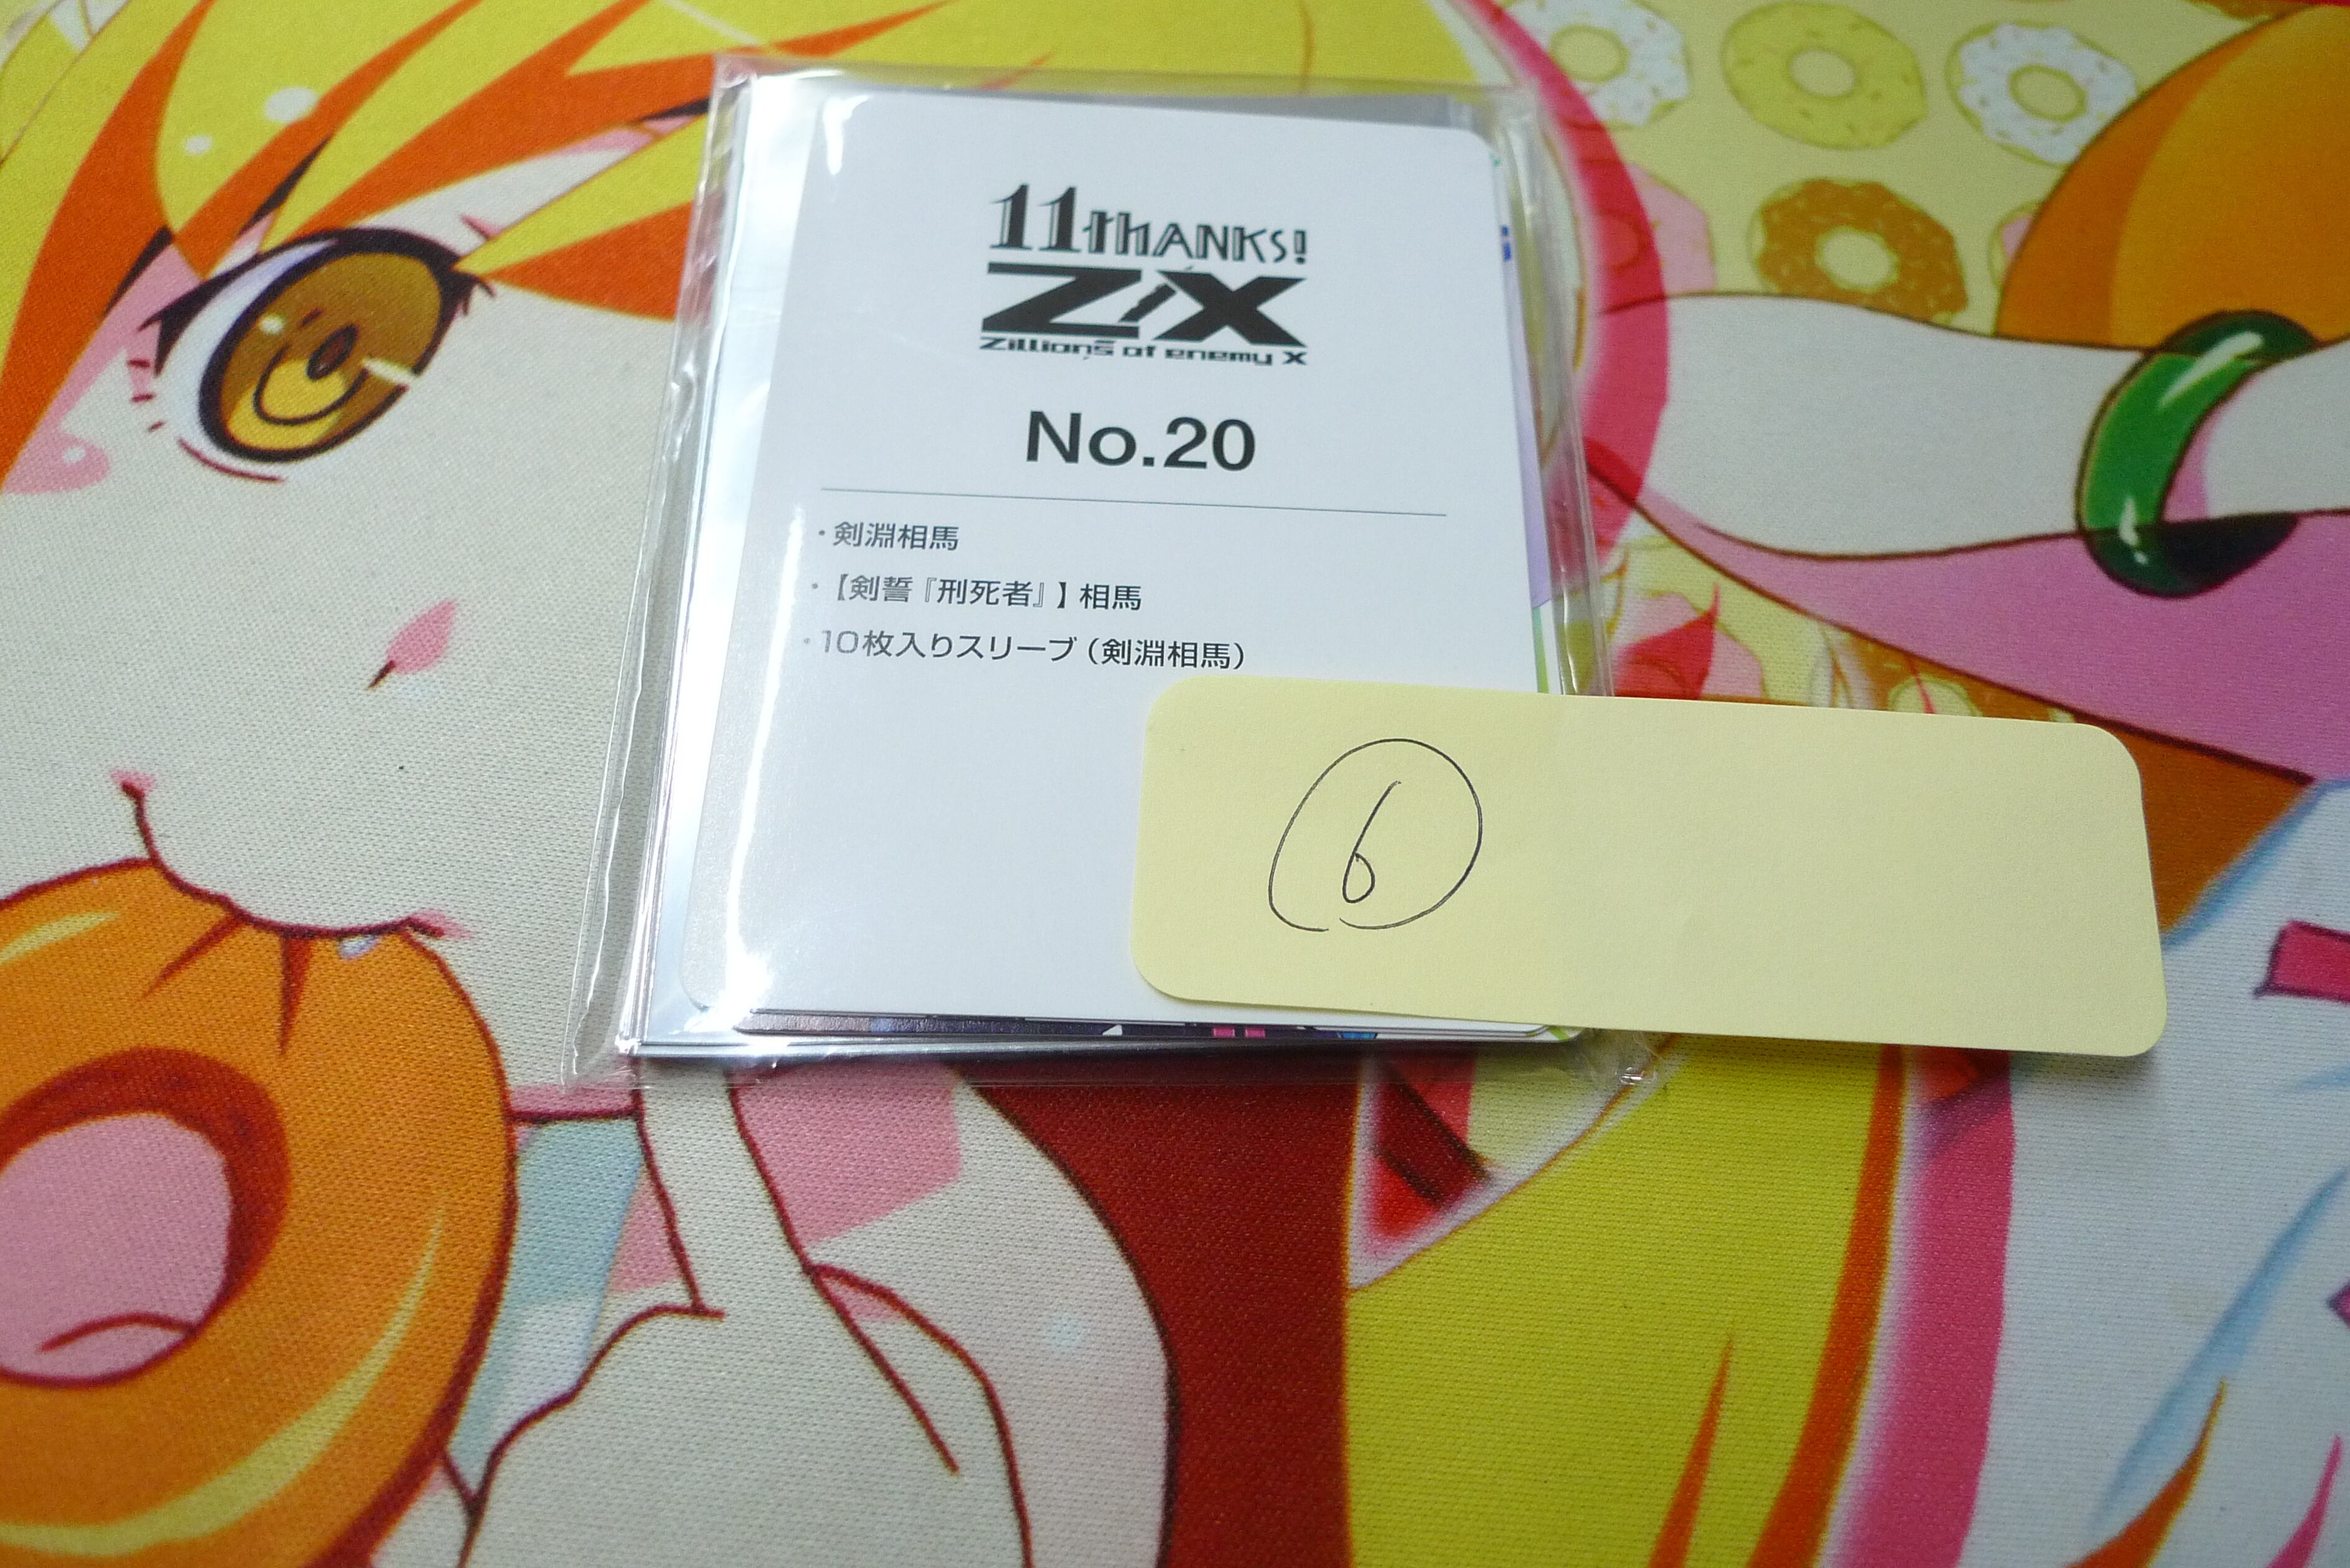 11thANKS!
Z/X
Zillions of enemy X
No.20
・剣淵相馬
・【剣誓『刑死者』】相馬
・10枚入りスリーブ（剣淵相馬）
⑥